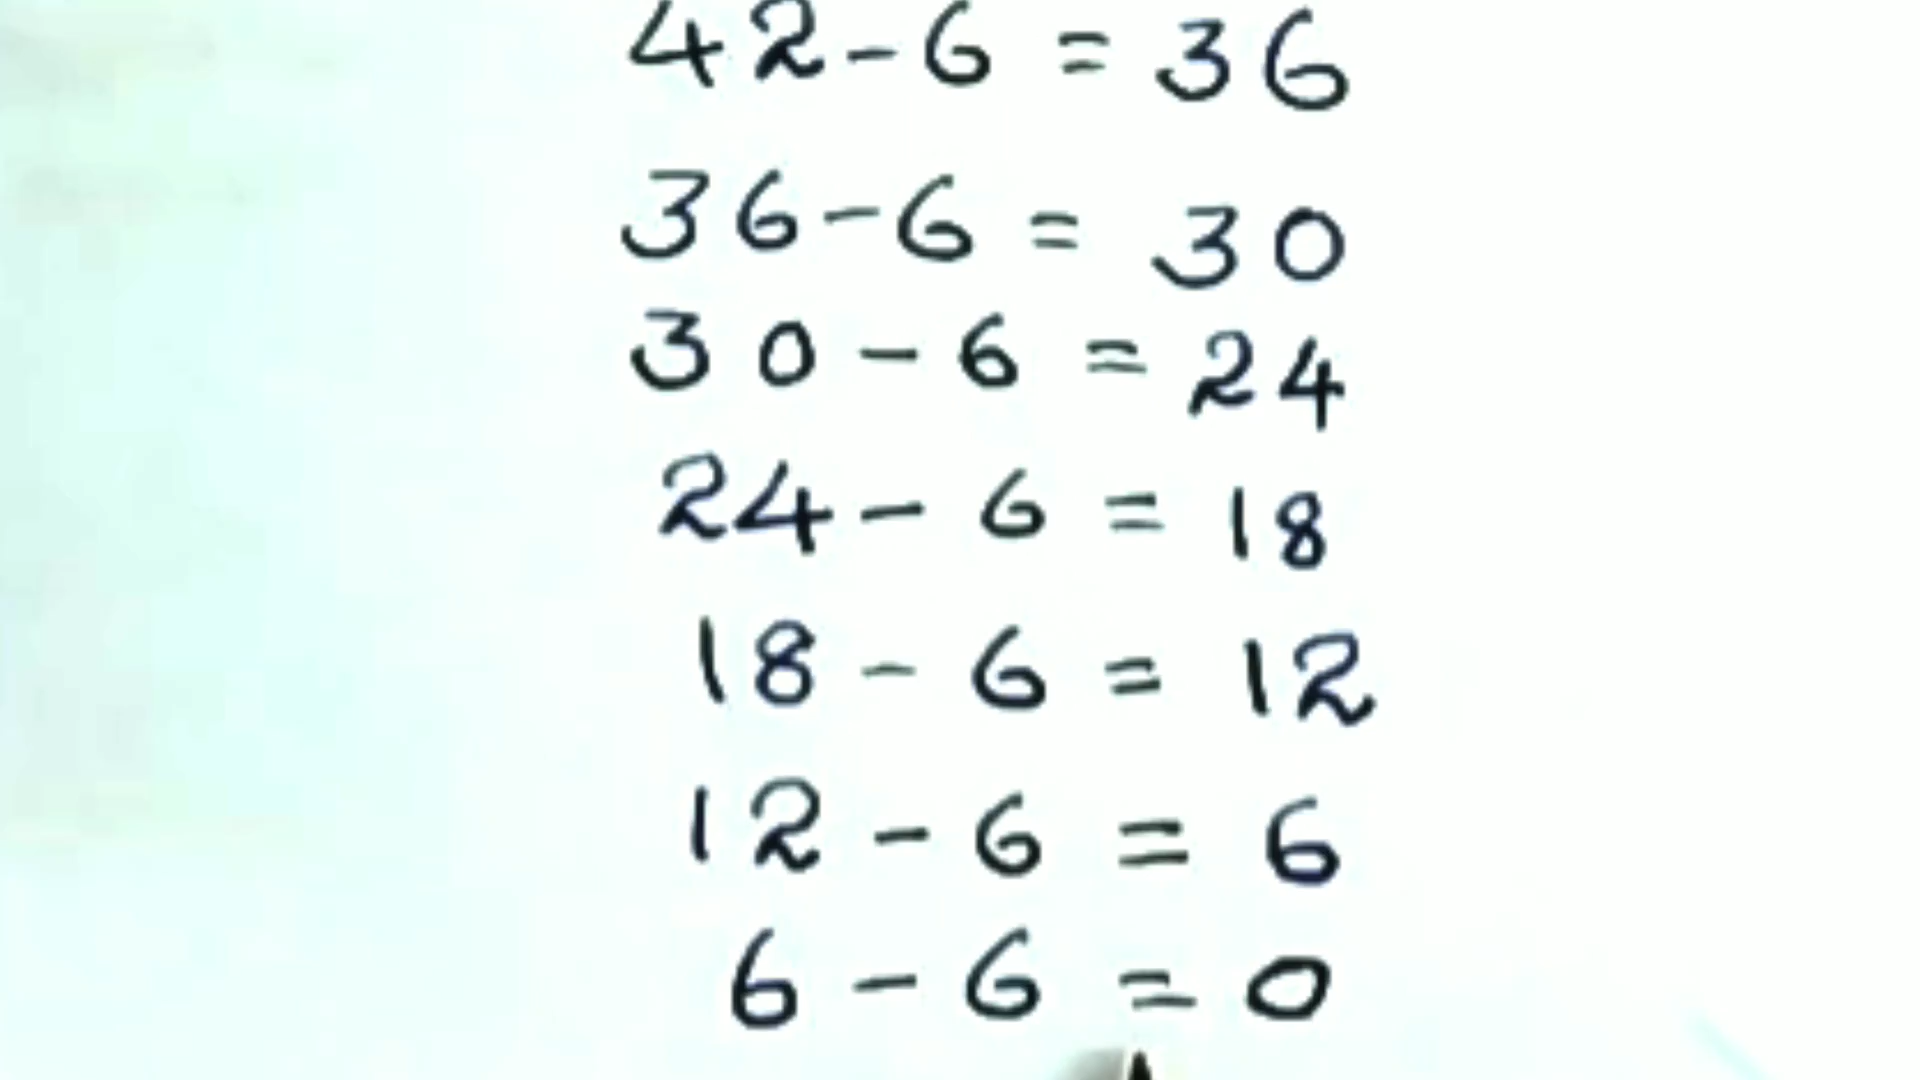 42-6 = 36
36-6 = 30
30-6 = 24
24-6 = 18
18-6 = 12
12-6 = 6
6-6 = 0